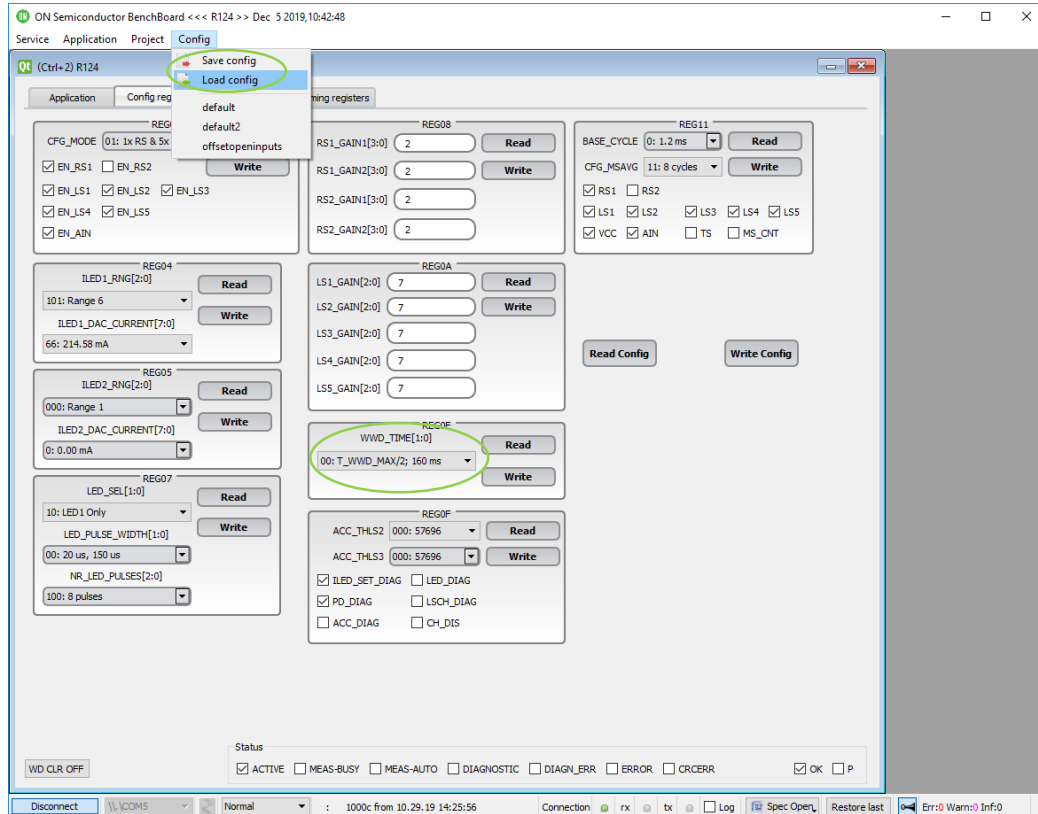 ON Semiconductor BenchBoard <<< R124 >>> Dec 5 2019,10:42:48
Service Application Project Config
Save config
Load config
default
default2
offsetopeninputs
(Ctrl+2) R124
Application Config reg ming registers
REG
CFG_MODE 01: 1x RS & 5x
EN_RS1 EN_RS2 Write
EN_LS1 EN_LS2 EN_LS3
EN_LS4 EN_LS5
EN_AIN
REG04
ILED1_RNG[2:0] Read
101: Range 6
Write
ILED1_DAC_CURRENT[7:0]
66: 214.58 mA
REG05
ILED2_RNG[2:0] Read
000: Range 1
Write
ILED2_DAC_CURRENT[7:0]
0: 0.00 mA
REG07
LED_SEL[1:0] Read
10: LED1 Only
Write
LED_PULSE_WIDTH[1:0]
00: 20 us, 150 us
NR_LED_PULSES[2:0]
100: 8 pulses
REG08
RS1_GAIN1[3:0] 2 Read
RS1_GAIN2[3:0] 2 Write
RS2_GAIN1[3:0] 2
RS2_GAIN2[3:0] 2
REG0A
LS1_GAIN[2:0] 7 Read
LS2_GAIN[2:0] 7 Write
LS3_GAIN[2:0] 7
LS4_GAIN[2:0] 7
LS5_GAIN[2:0] 7
REG0E
WWD_TIME[1:0] Read
00: T_WWD_MAX/2; 160 ms
Write
REG0F
ACC_THLS2 000: 57696 Read
ACC_THLS3 000: 57696 Write
ILED_SET_DIAG LED_DIAG
PD_DIAG LSCH_DIAG
ACC_DIAG CH_DIS
REG11
BASE_CYCLE 0: 1.2 ms Read
CFG_MSAVG 11: 8 cycles Write
RS1 RS2
LS1 LS2 LS3 LS4 LS5
VCC AIN TS MS_CNT
Read Config Write Config
Status
WD CLR OFF ACTIVE MEAS-BUSY MEAS-AUTO DIAGNOSTIC DIAGN_ERR ERROR CRCERR OK P
Disconnect \\.\COM5 Normal : 1000c from 10.29.19 14:25:56 Connection rx tx Log Spec Open Restore last Err:0 Warn:0 Inf:0